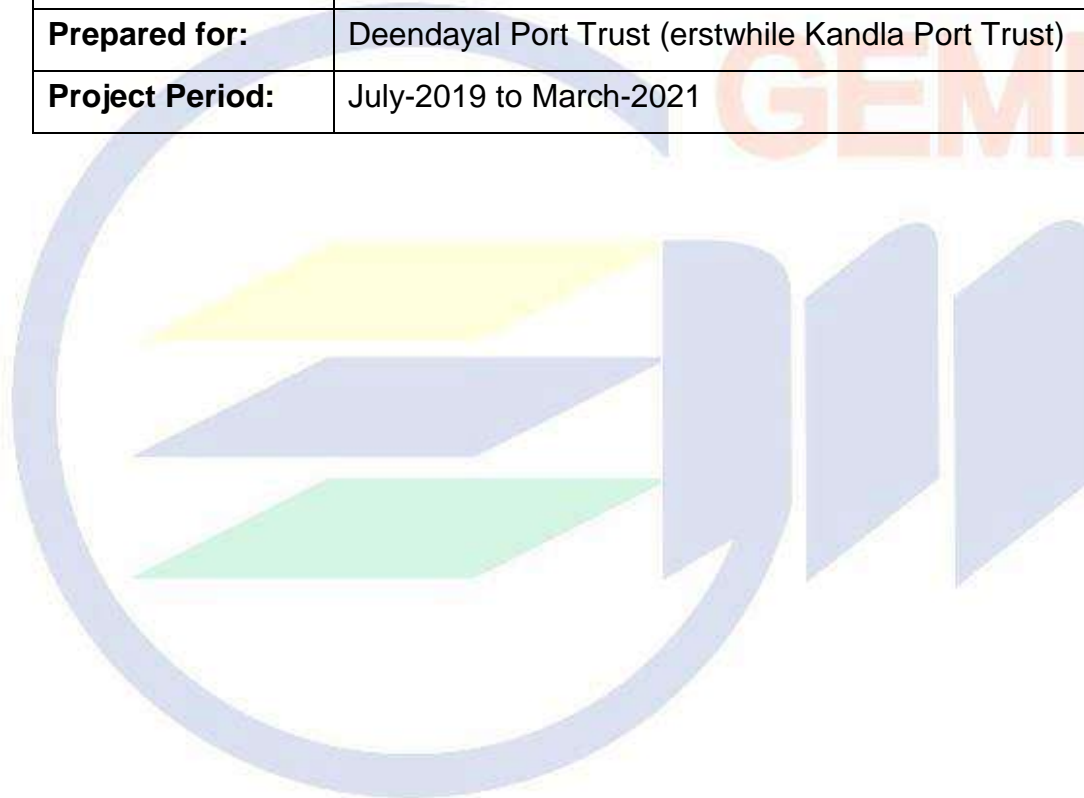 Prepared for: Deendayal Port Trust (erstwhile Kandla Port Trust)
Project Period: July-2019 to March-2021
GEM